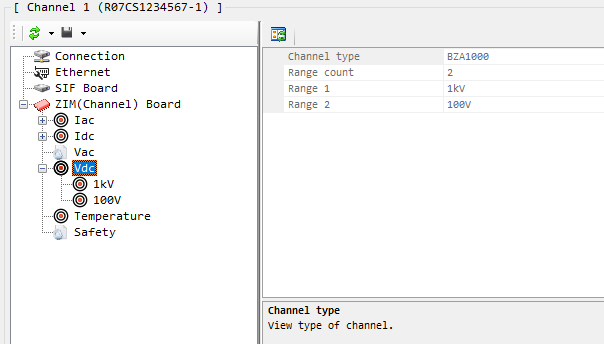 [ Channel 1 (R07CS1234567-1) ]
Connection
Ethernet
SIF Board
ZIM(Channel) Board
Iac
Idc
Vac
Vdc
1kV
100V
Temperature
Safety
Channel type BZA1000
Range count 2
Range 1 1kV
Range 2 100V
Channel type
View type of channel.